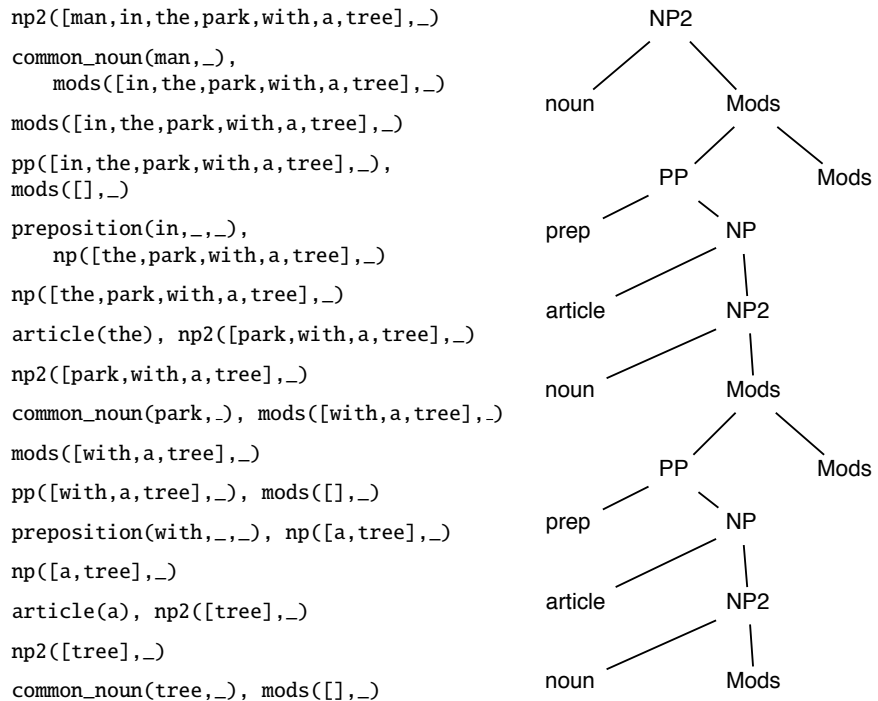 np2([man,in,the,park,with,a,tree],_)
common_noun(man,_),
mods([in,the,park,with,a,tree],_)
mods([in,the,park,with,a,tree],_)
pp([in,the,park,with,a,tree],_),
mods([],_)
preposition(in,_,_),
np([the,park,with,a,tree],_)
np([the,park,with,a,tree],_)
article(the), np2([park,with,a,tree],_)
np2([park,with,a,tree],_)
common_noun(park,_), mods([with,a,tree],_)
mods([with,a,tree],_)
pp([with,a,tree],_), mods([],_)
preposition(with,_,_), np([a,tree],_)
np([a,tree],_)
article(a), np2([tree],_)
np2([tree],_)
common_noun(tree,_), mods([],_)
NP2
noun Mods
PP Mods
prep NP
article NP2
noun Mods
PP Mods
prep NP
article NP2
noun Mods